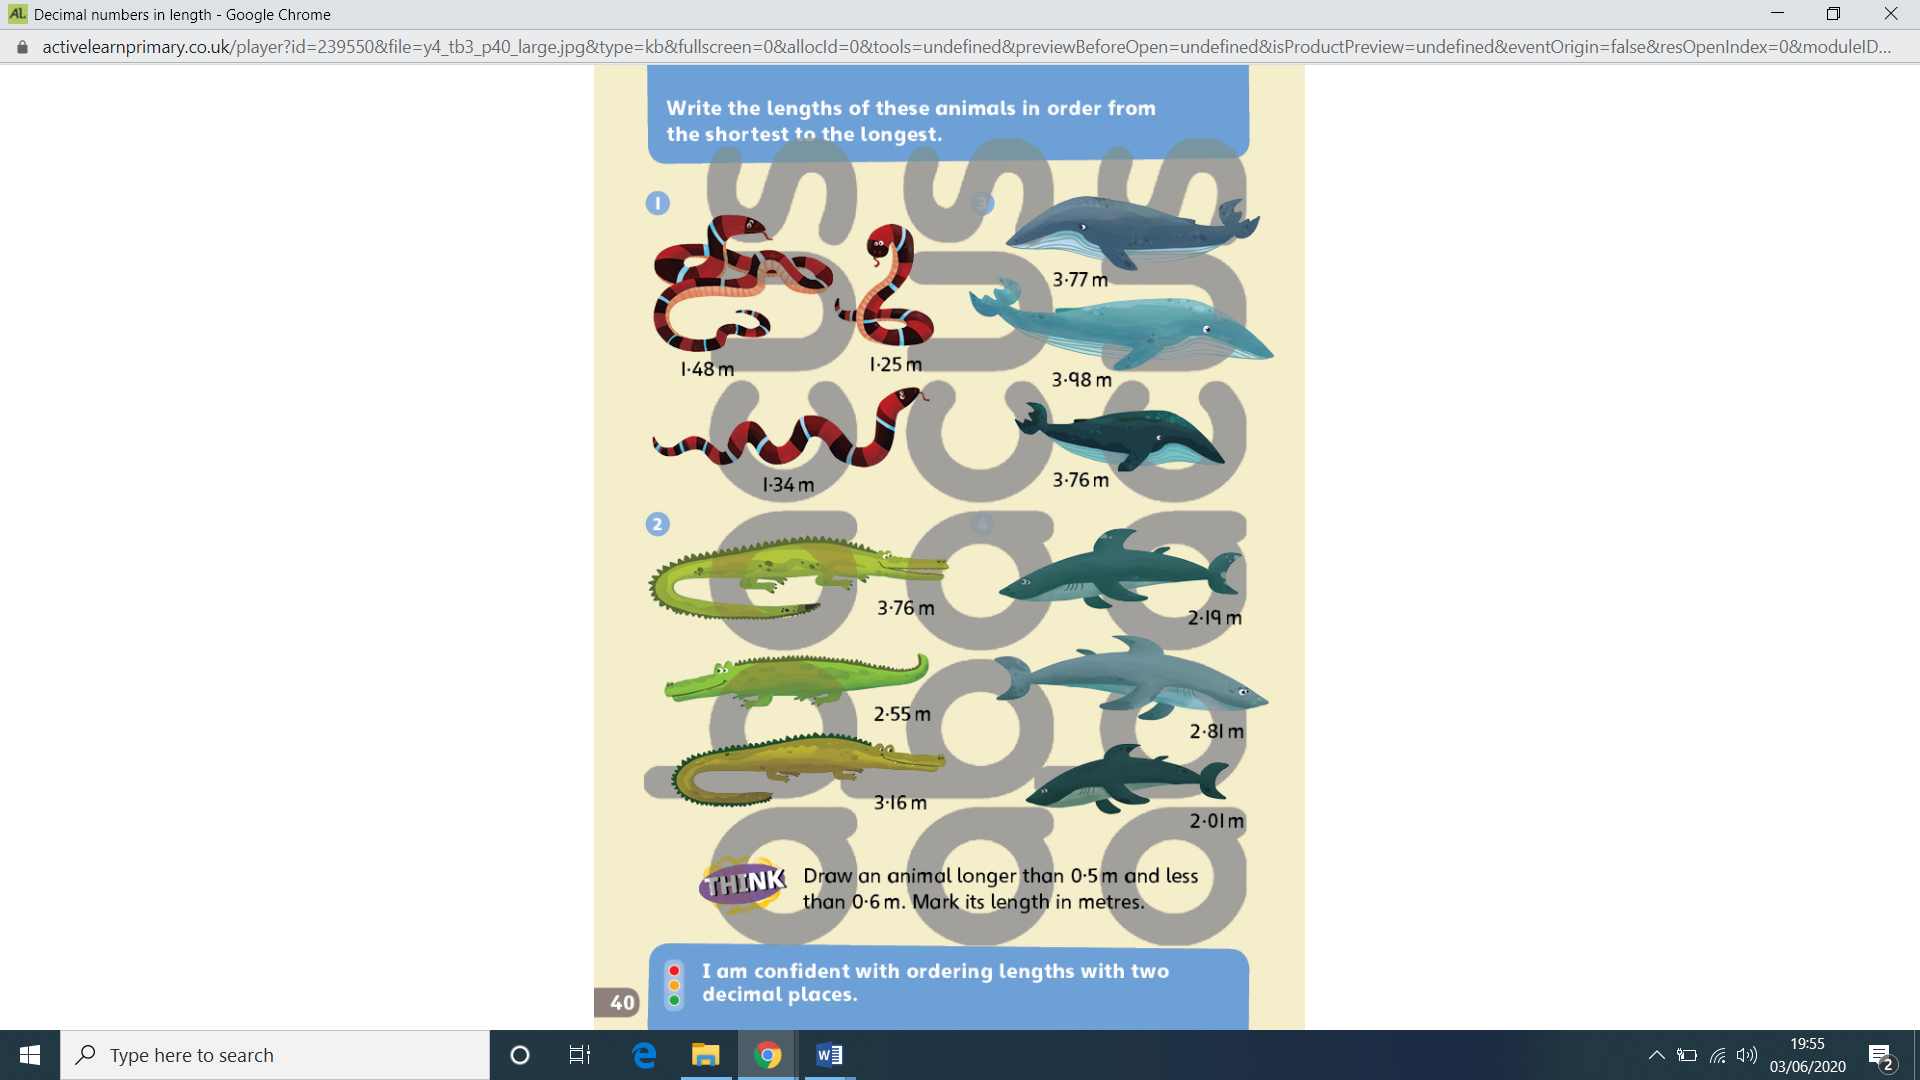 AL Decimal numbers in length - Google Chrome
activelearnprimary.co.uk/player?id=239550&file=y4_tb3_p40_large.jpg&type=kb&fullscreen=0&allocId=0&tools=undefined&previewBeforeOpen=undefined&isProductPreview=undefined&eventOrigin=false&resOpenIndex=0&moduleID...
Write the lengths of these animals in order from
the shortest to the longest.
1
1·48 m
1·25 m
1·34 m
2
3·76 m
2·55 m
3·16 m
3
3·77 m
3·98 m
3·76 m
4
2·19 m
2·81 m
2·01 m
THINK
Draw an animal longer than 0·5 m and less
than 0·6 m. Mark its length in metres.
I am confident with ordering lengths with two
decimal places.
40
Type here to search
19:55
03/06/2020
2